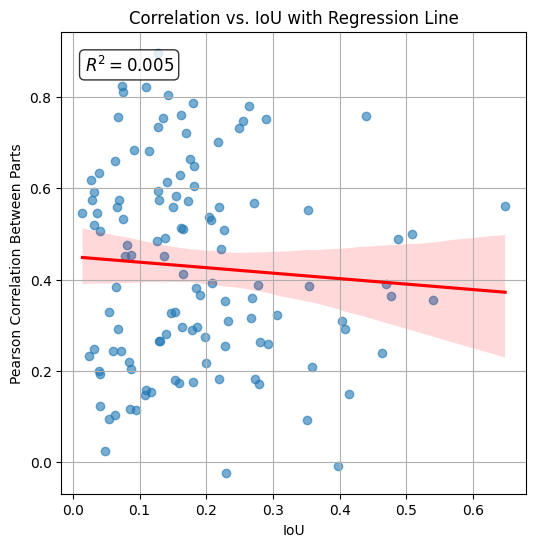 Correlation vs. IoU with Regression Line
R² = 0.005
Pearson Correlation Between Parts
0.8
0.6
0.4
0.2
0.0
0.0 0.1 0.2 0.3 0.4 0.5 0.6
IoU